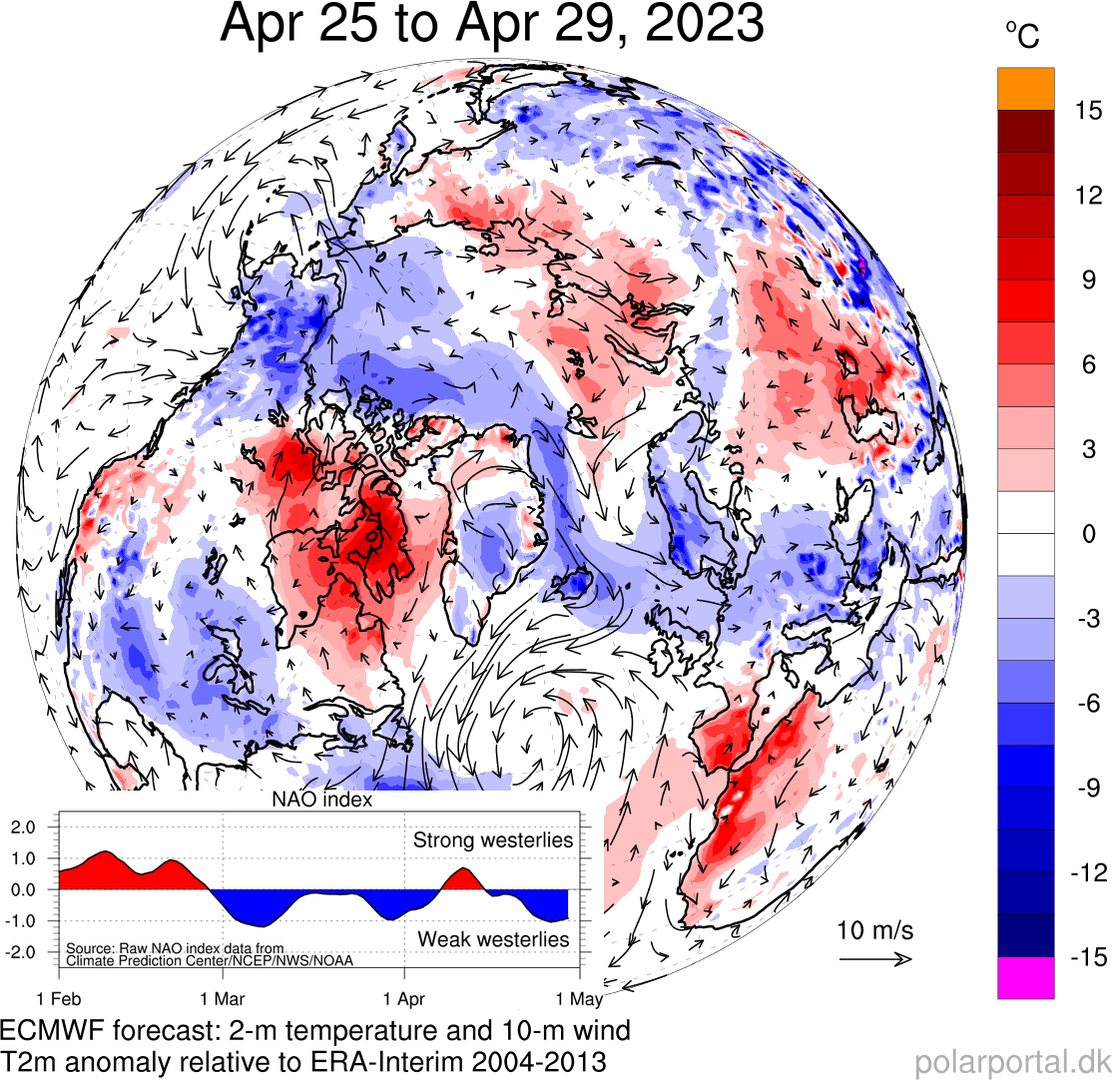 Apr 25 to Apr 29, 2023
°C
15
12
9
6
3
0
-3
-6
-9
-12
-15
NAO index
2.0
1.0
0.0
-1.0
-2.0
Strong westerlies
Weak westerlies
Source: Raw NAO index data from
Climate Prediction Center/NCEP/NWS/NOAA
1 Feb
1 Mar
1 Apr
1 May
10 m/s
ECMWF forecast: 2-m temperature and 10-m wind
T2m anomaly relative to ERA-Interim 2004-2013
polarportal.dk